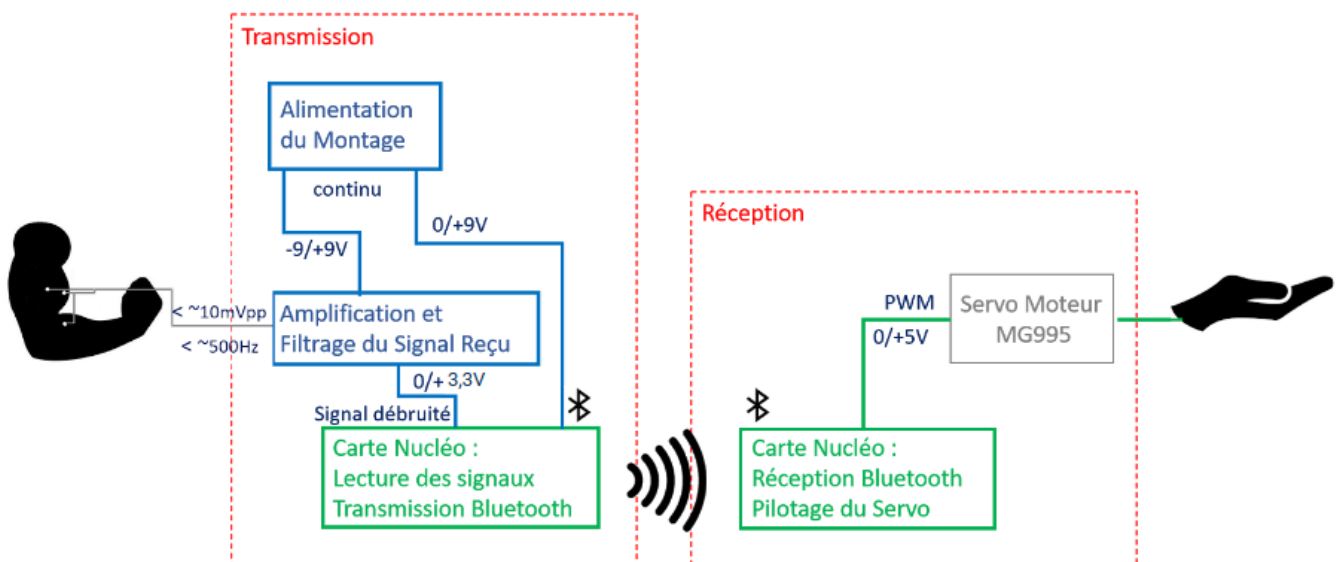 Transmission
Alimentation
du Montage
continu
0/+9V
-9/+9V
< ~10mVpp
< ~500Hz
Amplification et
Filtrage du Signal Reçu
0/+ 3,3V
Signal débruité
Carte Nucléo :
Lecture des signaux
Transmission Bluetooth
Réception
PWM
0/+5V
Servo Moteur
MG995
Carte Nucléo :
Réception Bluetooth
Pilotage du Servo